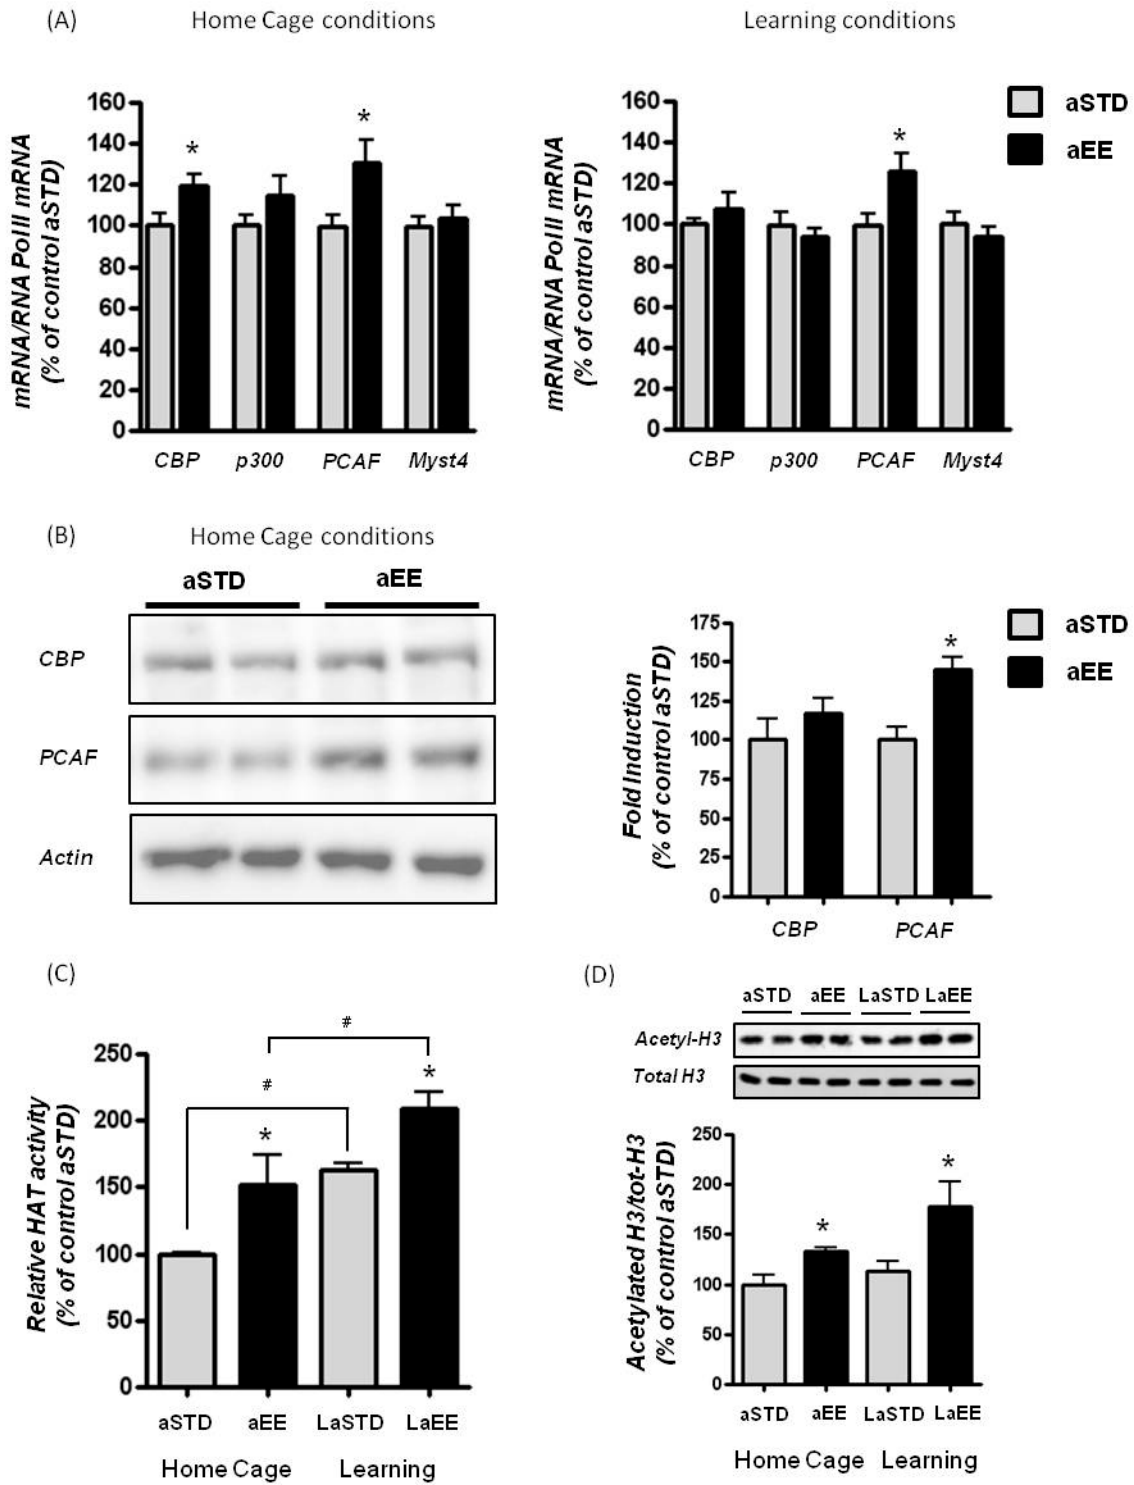 (A)
Home Cage conditions
Learning conditions
mRNA/RNA PolII mRNA
(% of control aSTD)
160
140
120
100
80
60
40
20
0
*
*
CBP
p300
PCAF
Myst4
mRNA/RNA PolII mRNA
(% of control aSTD)
160
140
120
100
80
60
40
20
0
*
CBP
p300
PCAF
Myst4
aSTD
aEE
(B)
Home Cage conditions
aSTD
aEE
CBP
PCAF
Actin
Fold Induction
(% of control aSTD)
175
150
125
100
75
50
25
0
*
CBP
PCAF
aSTD
aEE
(C)
Relative HAT activity
(% of control aSTD)
250
200
150
100
50
0
#
#
*
*
aSTD
aEE
LaSTD
LaEE
Home Cage
Learning
(D)
aSTD
aEE
LaSTD
LaEE
Acetyl-H3
Total H3
Acetylated H3/tot-H3
(% of control aSTD)
250
200
150
100
50
0
*
*
aSTD
aEE
LaSTD
LaEE
Home Cage
Learning